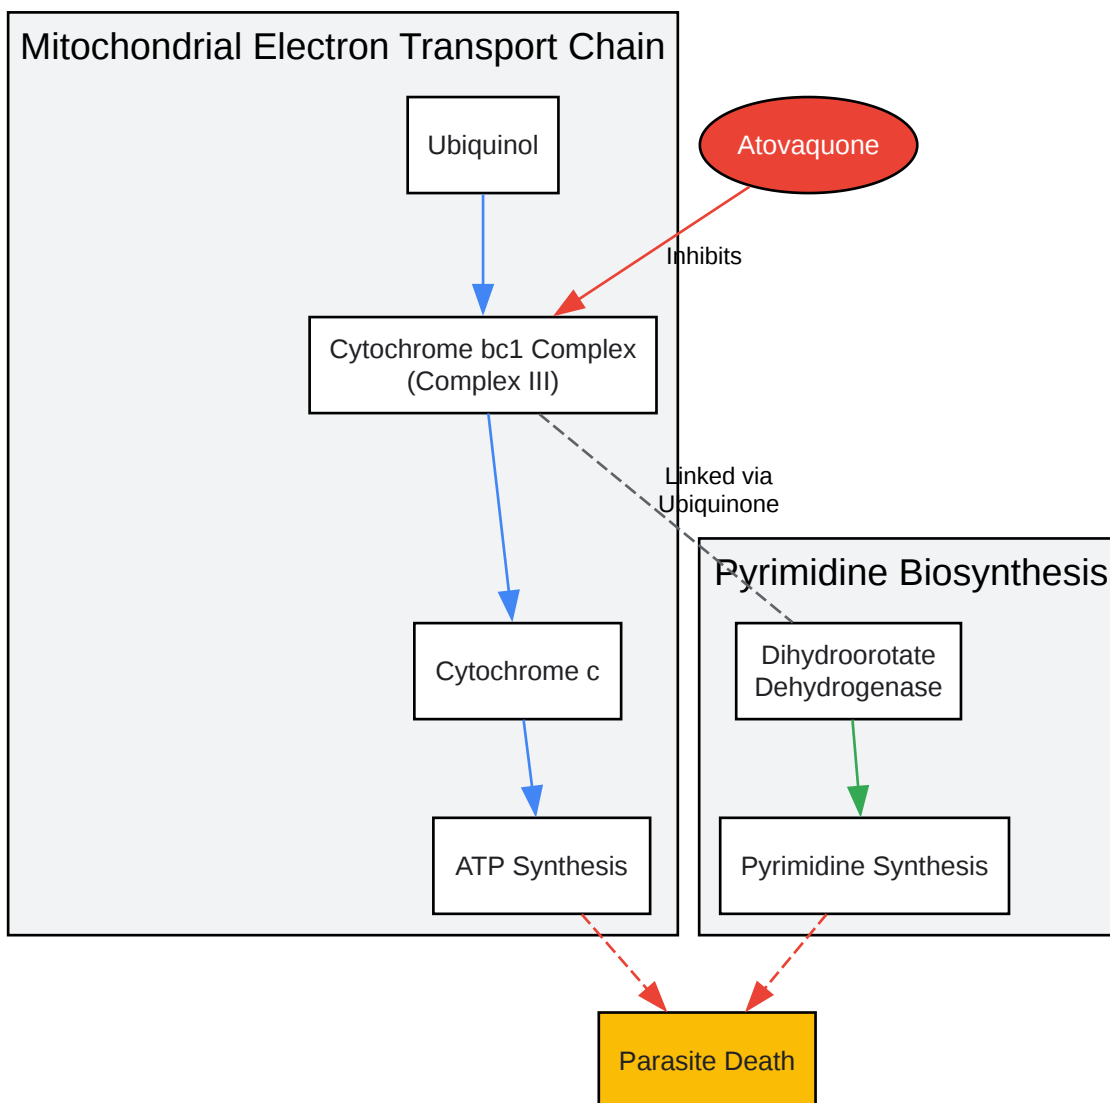 Mitochondrial Electron Transport Chain
Ubiquinol
Atovaquone
Inhibits
Cytochrome bc1 Complex
(Complex III)
Linked via
Ubiquinone
Pyrimidine Biosynthesis
Dihydroorotate
Dehydrogenase
Cytochrome c
ATP Synthesis
Pyrimidine Synthesis
Parasite Death